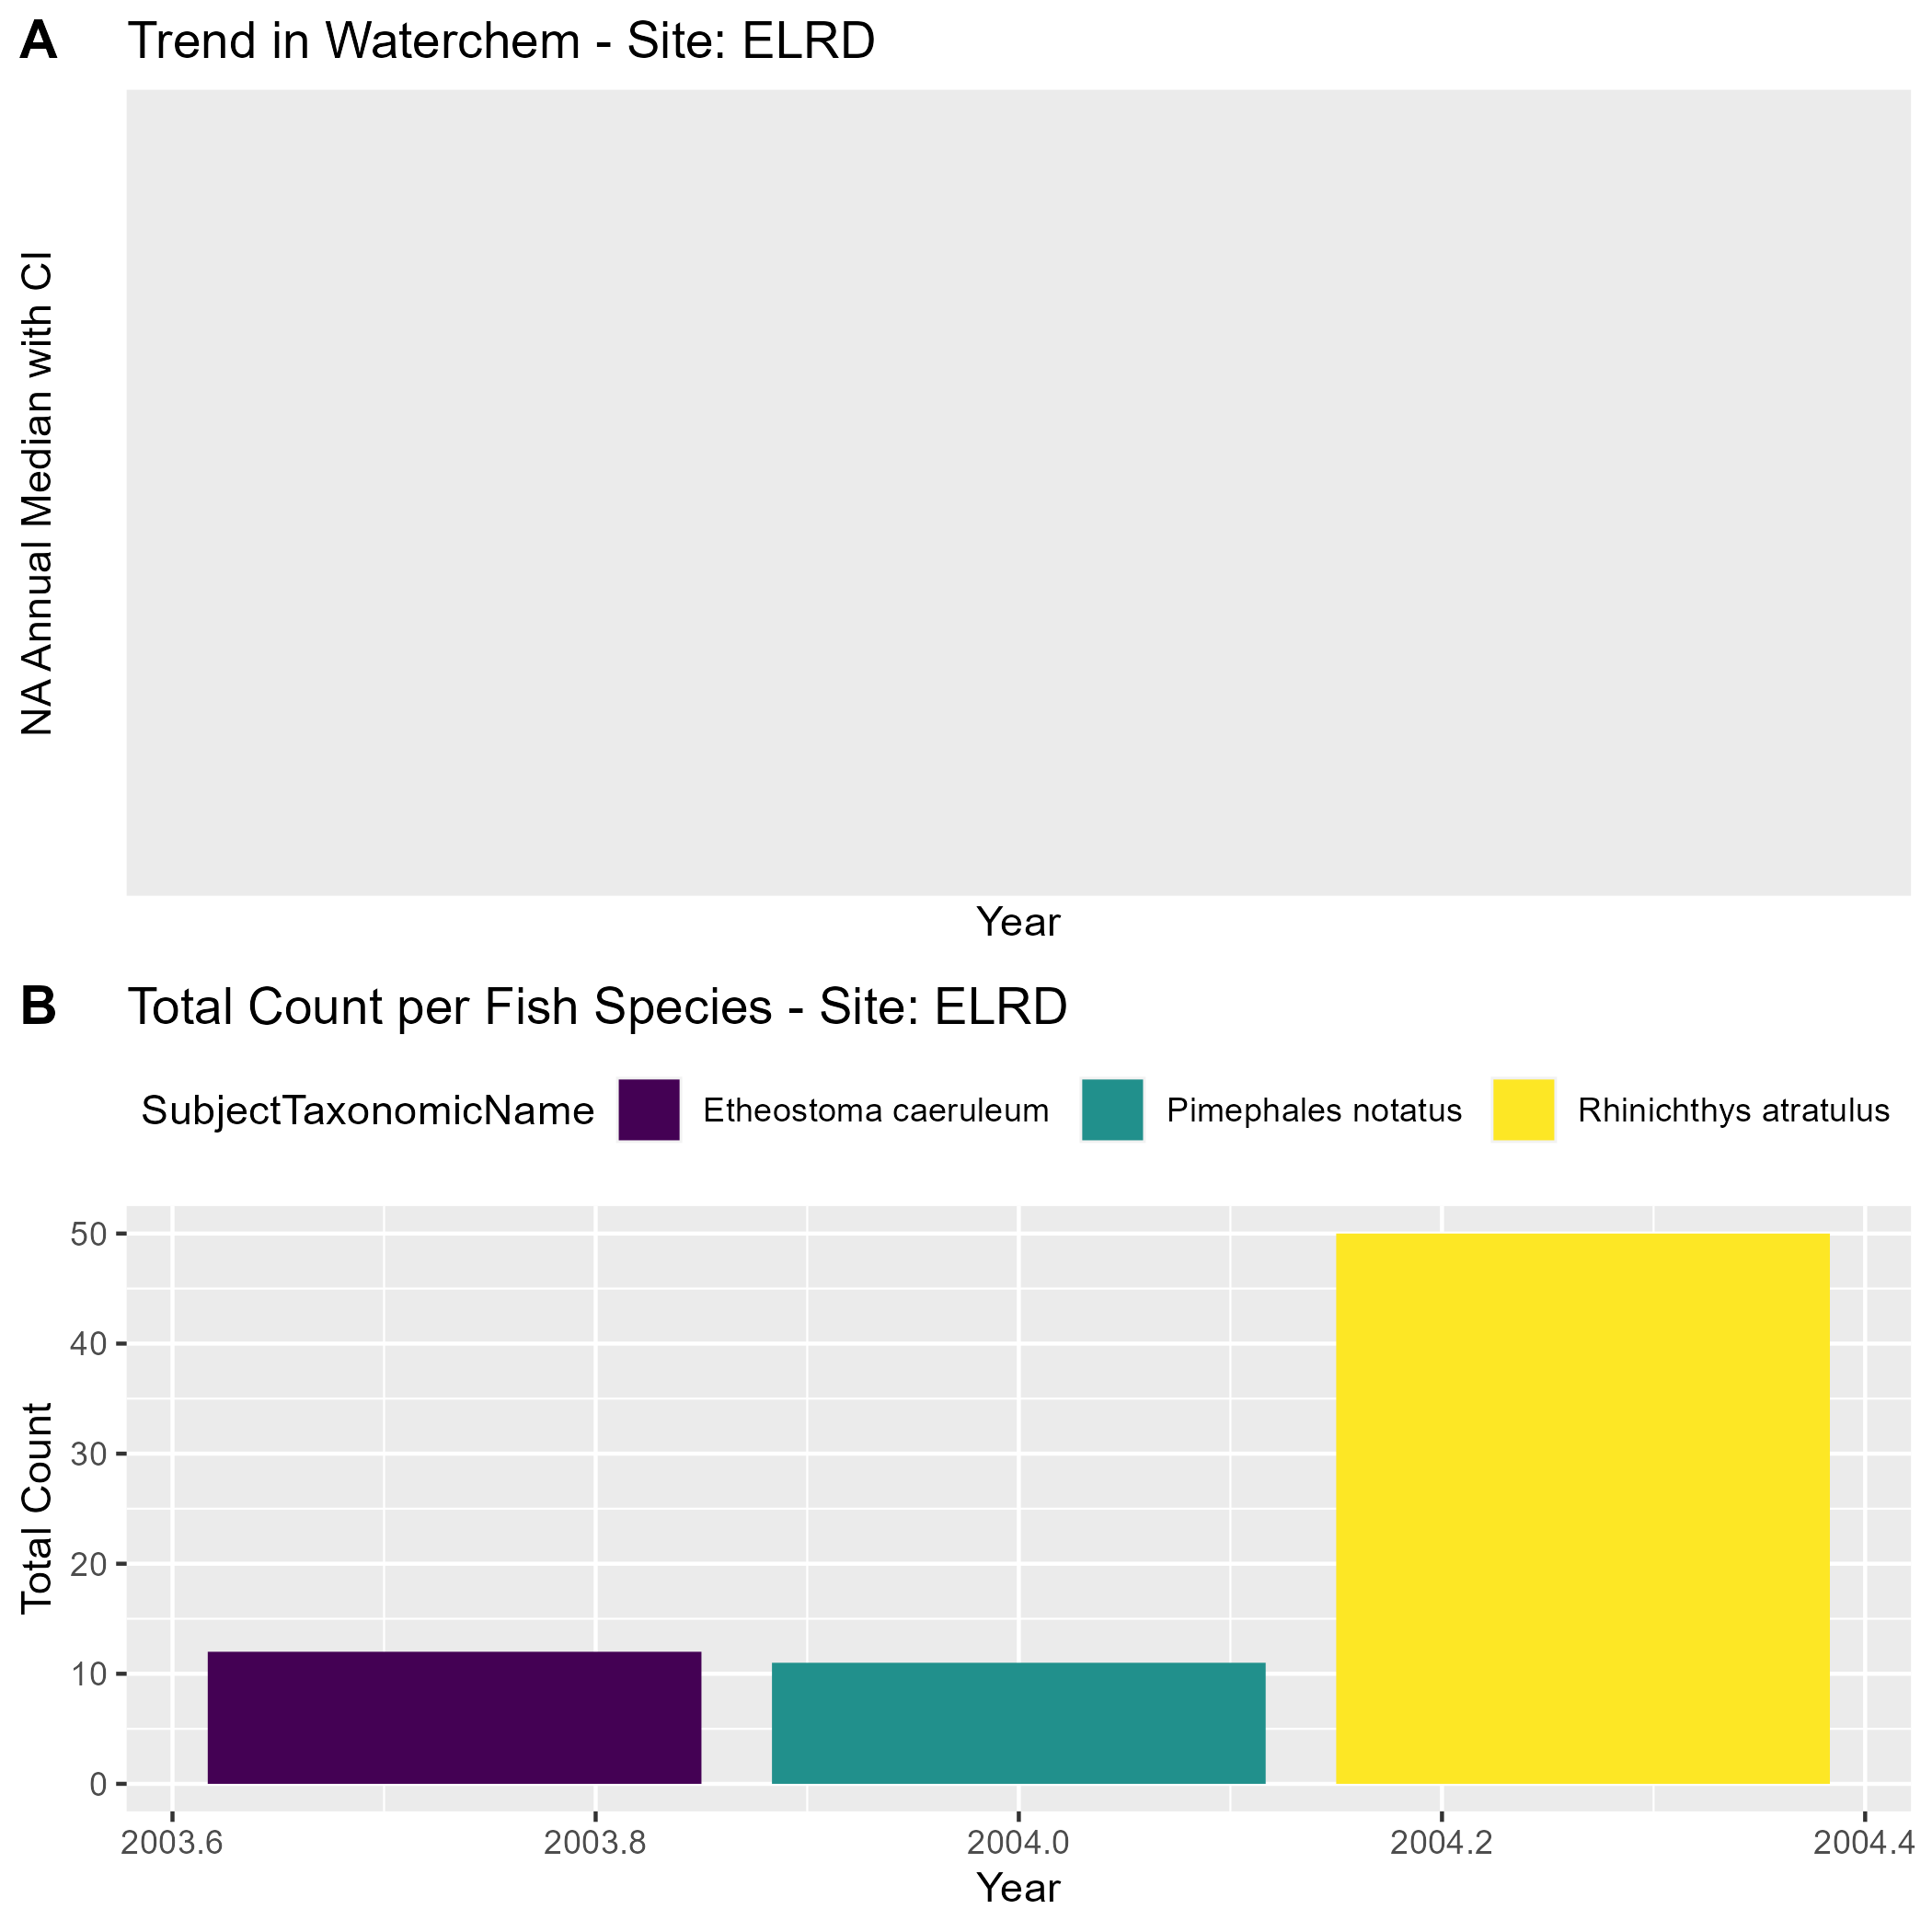 A Trend in Waterchem - Site: ELRD
NA Annual Median with CI
Year
B Total Count per Fish Species - Site: ELRD
SubjectTaxonomicName Etheostoma caeruleum Pimephales notatus Rhinichthys atratulus
Total Count
50
40
30
20
10
0
2003.6 2003.8 2004.0 2004.2 2004.4
Year